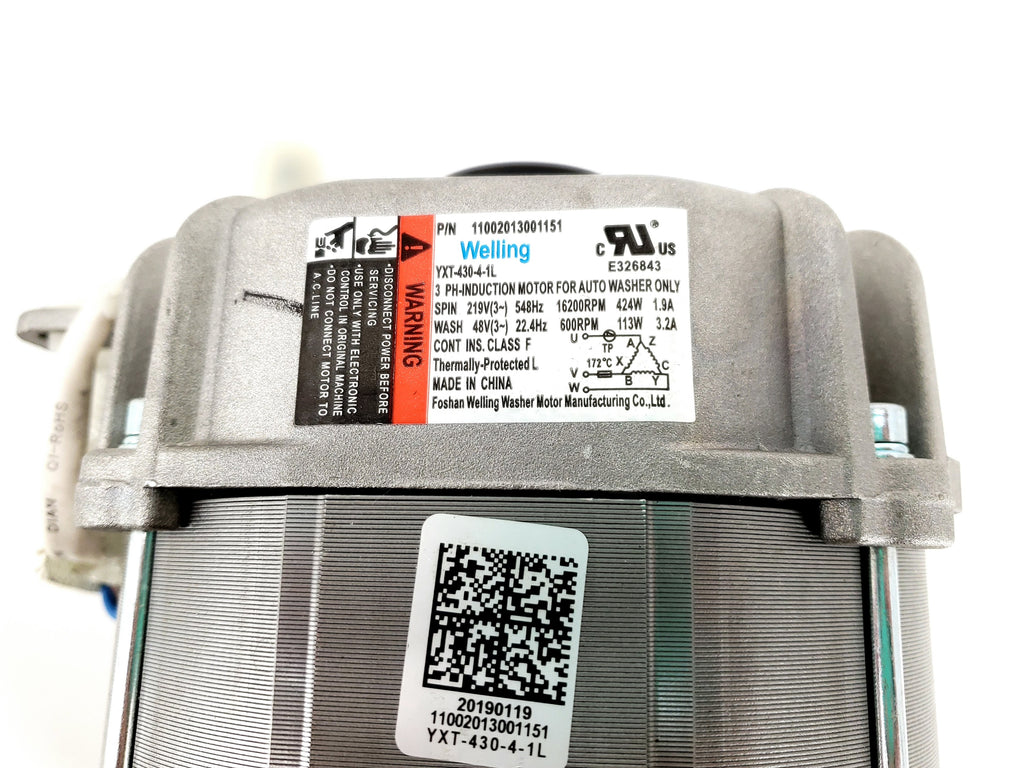 P/N 11002013001151
Welling
YXT-430-4-1L
3 PH-INDUCTION MOTOR FOR AUTO WASHER ONLY
SPIN 219V(3~) 548Hz 16200RPM 424W 1.9A
WASH 48V(3~) 22.4Hz 600RPM 113W 3.2A
CONT INS.CLASS F
Thermally-Protected L
MADE IN CHINA
Foshan Welling Washer Motor Manufacturing Co.,Ltd.
C RU ® US
E326843
U
TP
172℃
V
W
A
Z
X
C
B
Y
WARNING
•DISCONNECT POWER BEFORE
SERVICING
•USE ONLY WITH ELECTRONIC
CONTROL IN ORIGINAL MACHINE
•DO NOT CONNECT MOTOR TO
A.C.LINE
DIAN 01-RoHS
20190119
11002013001151
YXT-430-4-1L